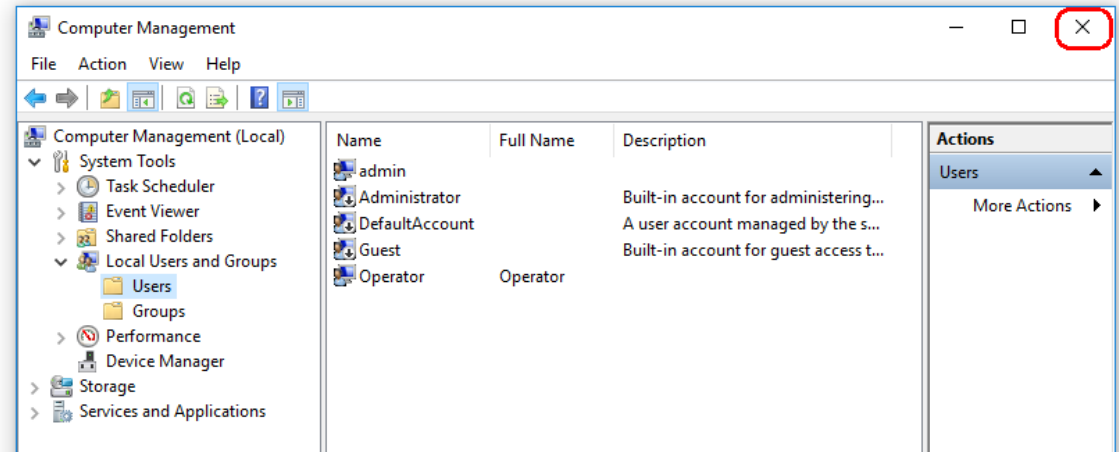 Computer Management
File Action View Help
Computer Management (Local)
System Tools
Task Scheduler
Event Viewer
Shared Folders
Local Users and Groups
Users
Groups
Performance
Device Manager
Storage
Services and Applications
Name Full Name Description
admin
Administrator Built-in account for administering...
DefaultAccount A user account managed by the s...
Guest Built-in account for guest access t...
Operator Operator
Actions
Users
More Actions